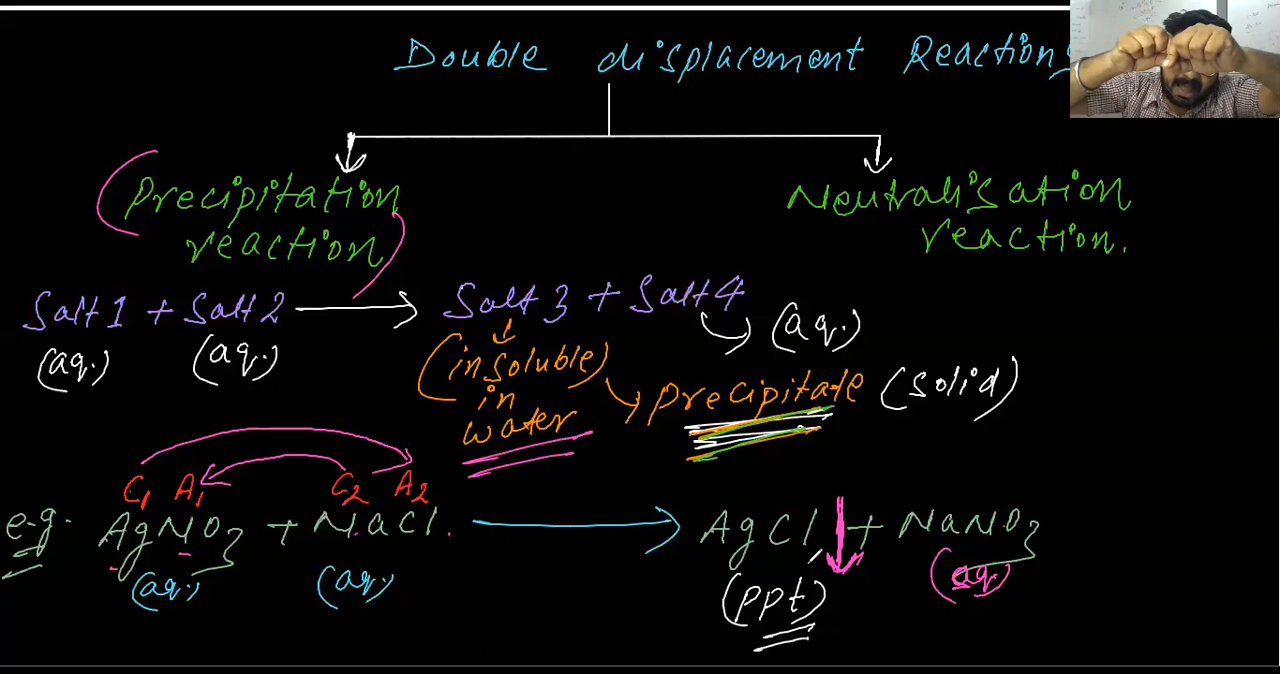 Double displacement Reactions
Precipitation
reaction
Neutralisation
reaction.
Salt 1 + Salt 2 ⟶ Salt 3 + Salt 4
(aq.) (aq.) (aq.)
(insoluble)
in
water
precipitate (solid)
C1 A1 C2 A2
e.g. AgNO3 + NaCl. ⟶ AgCl ↓ + NaNO3
(aq.) (aq.) (ppt) (aq.)